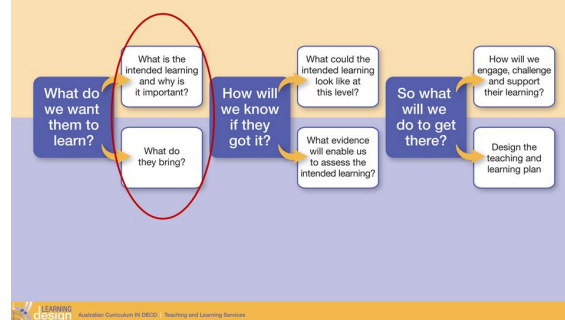 What do
we want
them to
learn?
What is the
intended learning
and why is
it important?
What do
they bring?
How will
we know
if they
got it?
What could the
intended learning
look like at
this level?
What evidence
will enable us
to assess the
intended learning?
So what
will we
do to get
there?
How will we
engage, challenge
and support
their learning?
Design the
teaching and
learning plan
LEARNING
design
Australian Curriculum IN DECD | Teaching and Learning Services